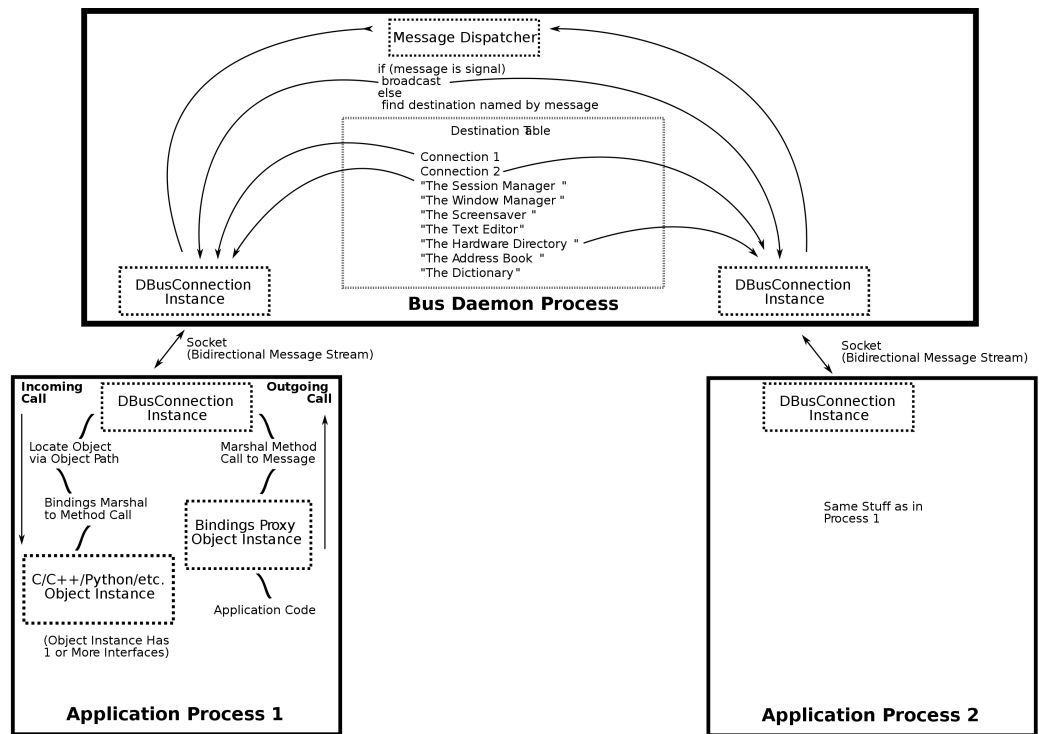 Message Dispatcher
if (message is signal)
broadcast
else
find destination named by message
Destination Table
Connection 1
Connection 2
"The Session Manager "
"The Window Manager "
"The Screensaver "
"The Text Editor"
"The Hardware Directory "
"The Address Book "
"The Dictionary"
DBusConnection
Instance
Bus Daemon Process
DBusConnection
Instance
Socket
(Bidirectional Message Stream)
Socket
(Bidirectional Message Stream)
Incoming
Call
DBusConnection
Instance
Outgoing
Call
Locate Object
via Object Path
Marshal Method
Call to Message
Bindings Marshal
to Method Call
Bindings Proxy
Object Instance
C/C++/Python/etc.
Object Instance
Application Code
(Object Instance Has
1 or More Interfaces)
Application Process 1
DBusConnection
Instance
Same Stuff as in
Process 1
Application Process 2